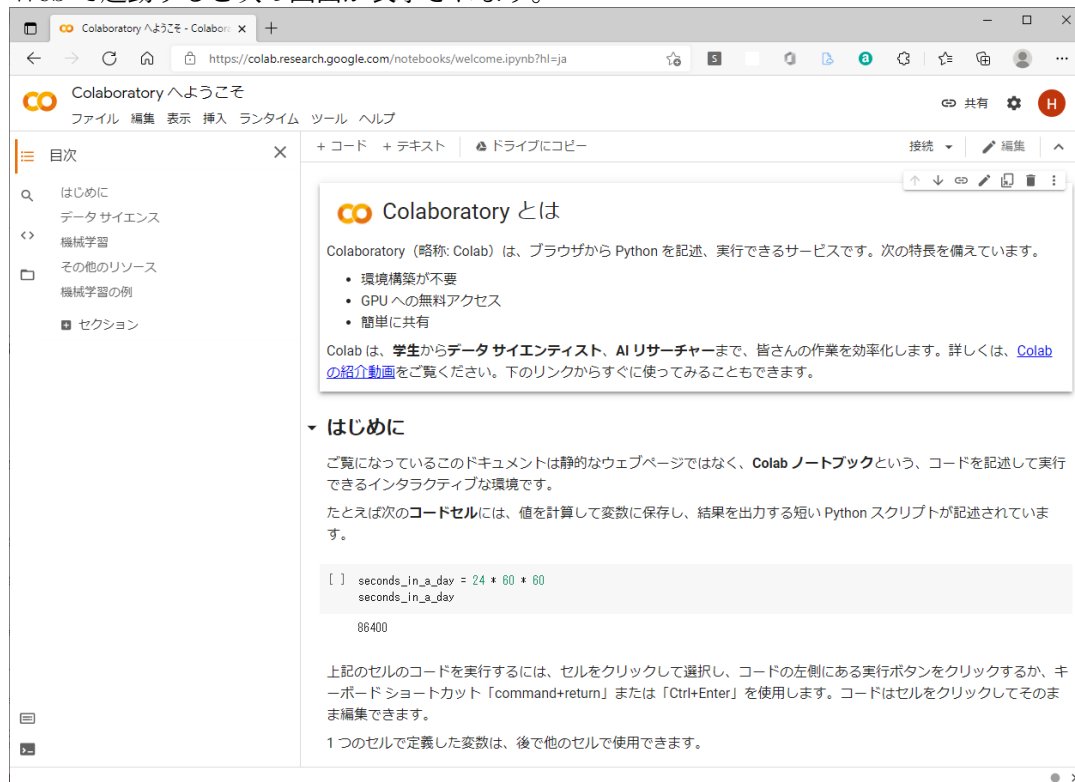 Web で起動すると次の画面が表示されます。
Colaboratory へようこそ - Colabor
https://colab.research.google.com/notebooks/welcome.ipynb?hl=ja
CO Colaboratory へようこそ
ファイル 編集 表示 挿入 ランタイム ツール ヘルプ
共有
H
目次
+ コード + テキスト ドライブにコピー
接続 編集
はじめに
データ サイエンス
機械学習
その他のリソース
機械学習の例
セクション
CO Colaboratory とは
Colaboratory（略称: Colab）は、ブラウザから Python を記述、実行できるサービスです。次の特長を備えています。
• 環境構築が不要
• GPU への無料アクセス
• 簡単に共有
Colab は、学生からデータ サイエンティスト、AI リサーチャーまで、皆さんの作業を効率化します。詳しくは、Colab
の紹介動画をご覧ください。下のリンクからすぐに使ってみることもできます。
はじめに
ご覧になっているこのドキュメントは静的なウェブページではなく、Colab ノートブックという、コードを記述して実行
できるインタラクティブな環境です。
たとえば次のコードセルには、値を計算して変数に保存し、結果を出力する短い Python スクリプトが記述されていま
す。
[ ] seconds_in_a_day = 24 * 60 * 60
seconds_in_a_day
86400
上記のセルのコードを実行するには、セルをクリックして選択し、コードの左側にある実行ボタンをクリックするか、キ
ーボード ショートカット「command+return」または「Ctrl+Enter」を使用します。コードはセルをクリックしてそのま
ま編集できます。
1 つのセルで定義した変数は、後で他のセルで使用できます。